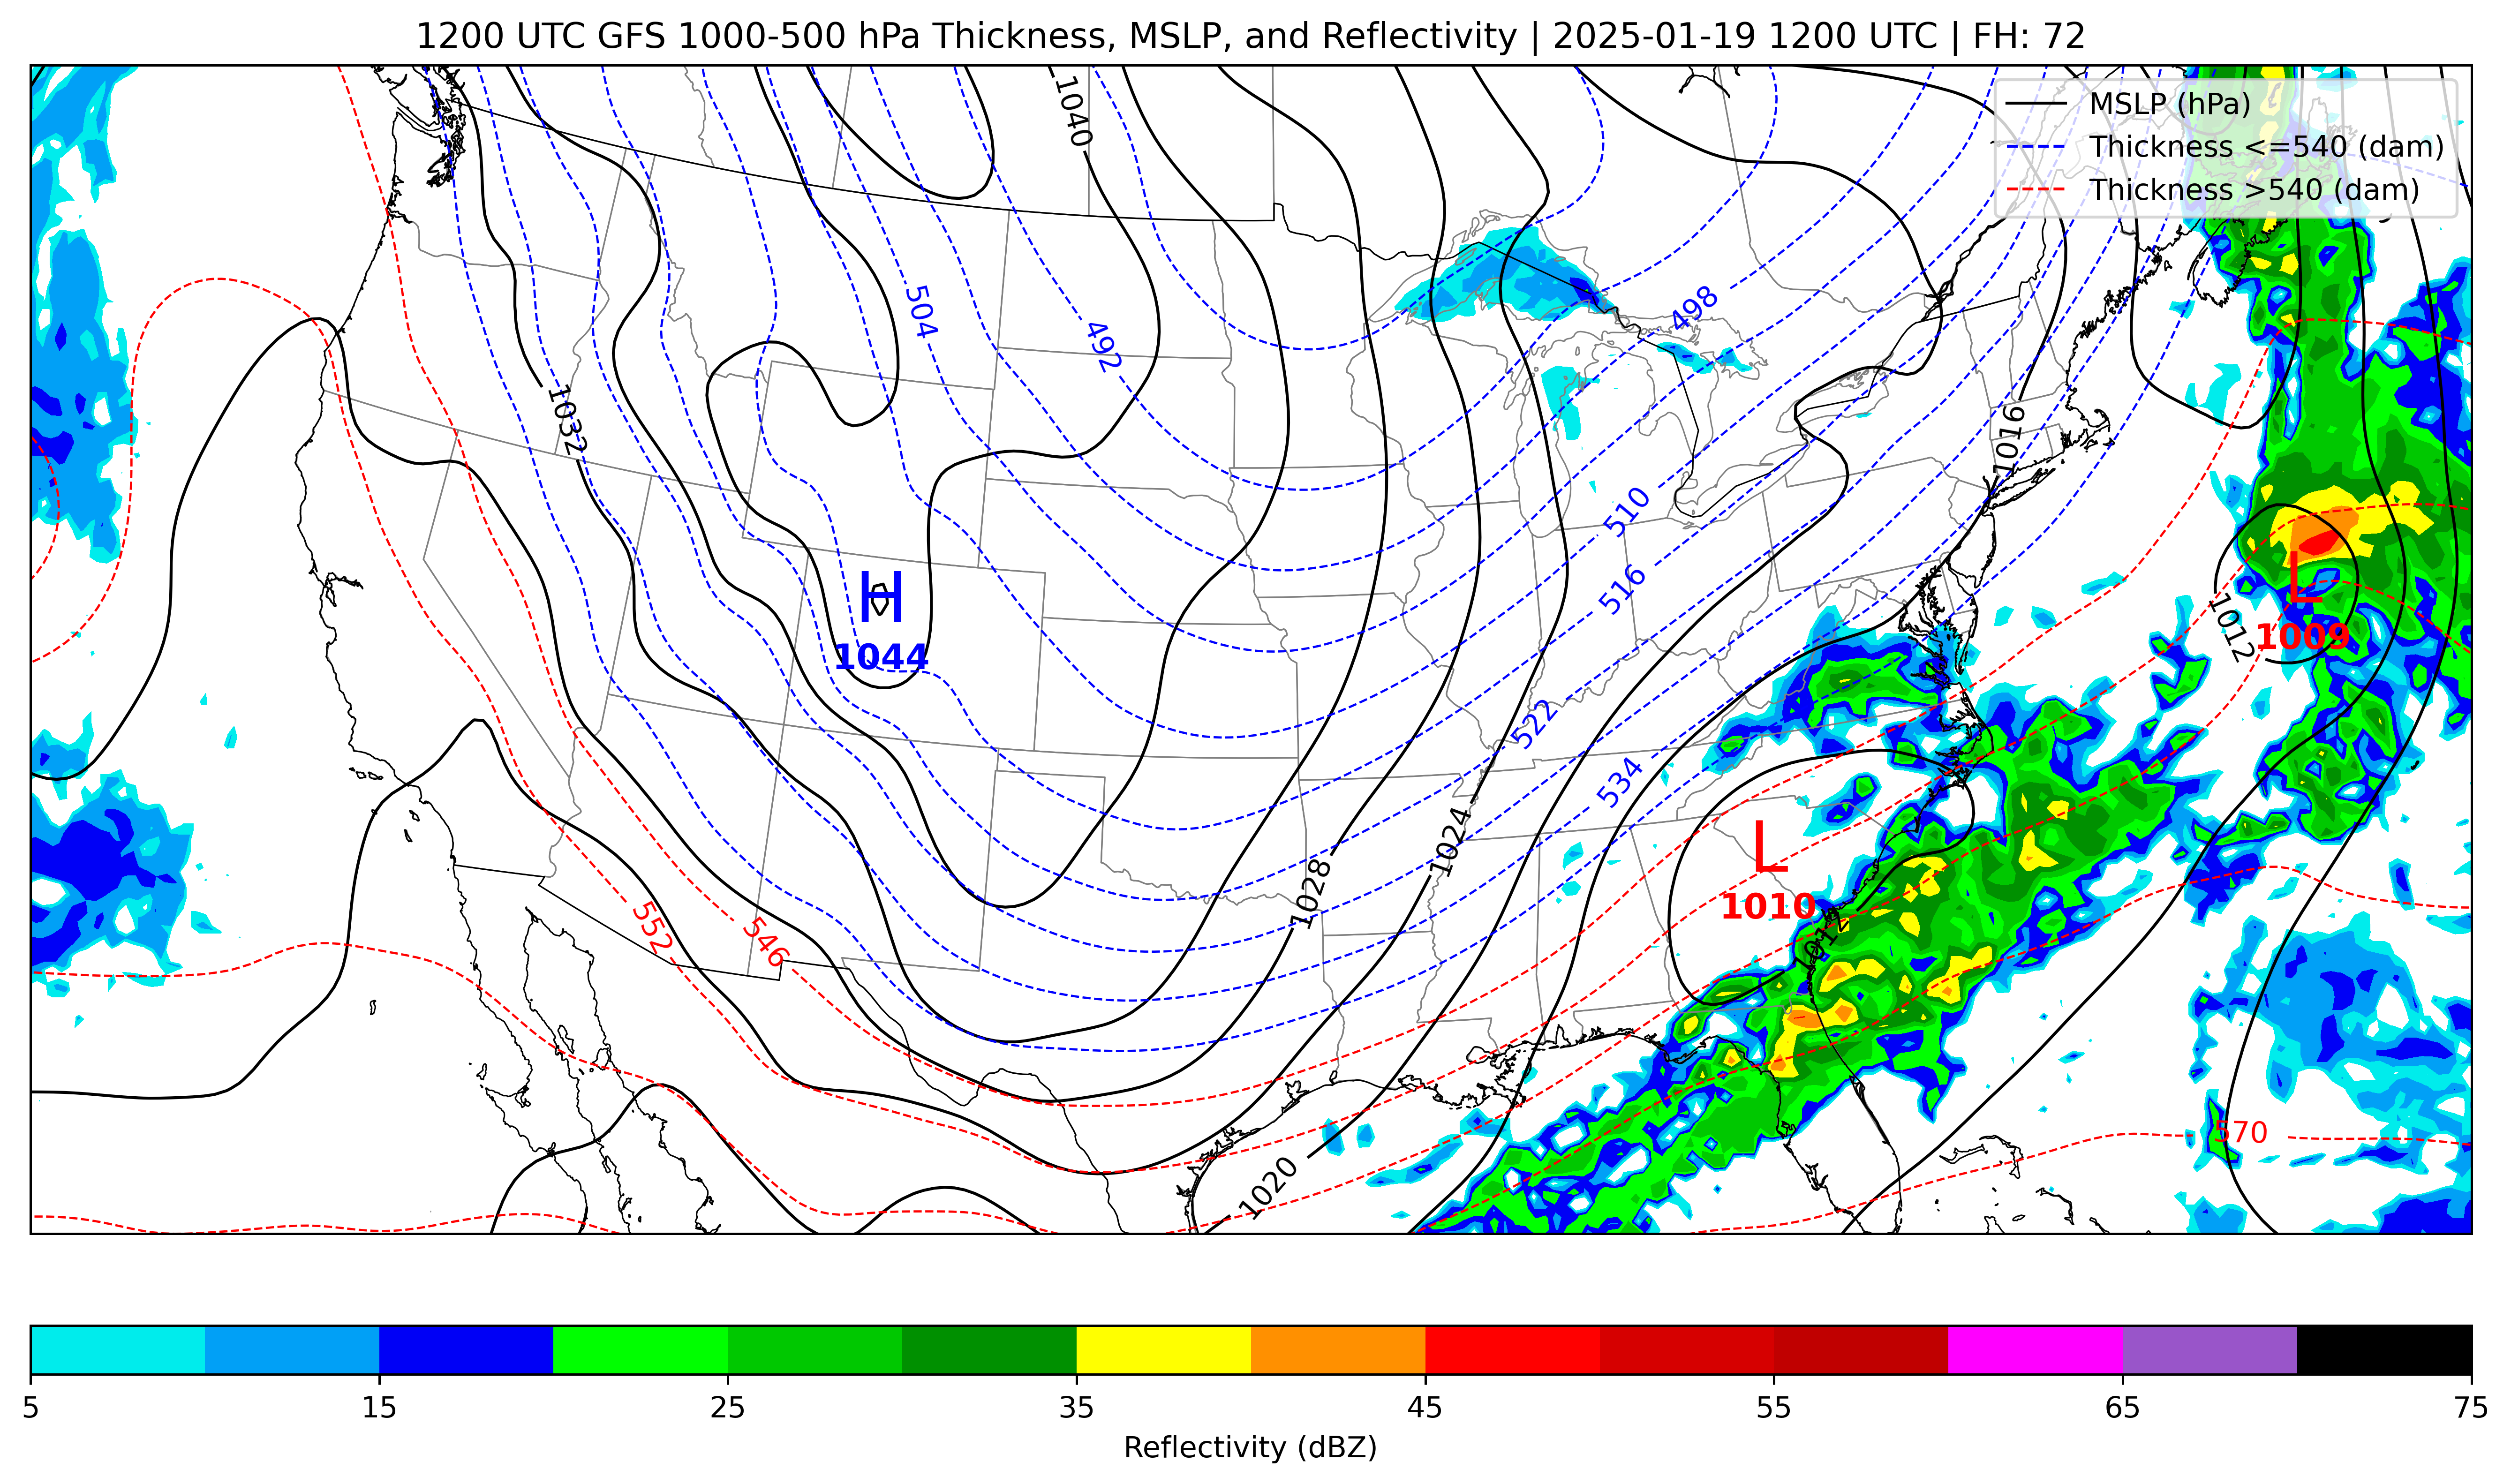 1200 UTC GFS 1000-500 hPa Thickness, MSLP, and Reflectivity | 2025-01-19 1200 UTC | FH: 72
MSLP (hPa)
Thickness <=540 (dam)
Thickness >540 (dam)
1040
504
492
498
1032
1016
510
516
H
1044
L
1009
1012
522
534
L
1010
1024
1028
552
546
1012
570
1020
5 15 25 35 45 55 65 75
Reflectivity (dBZ)